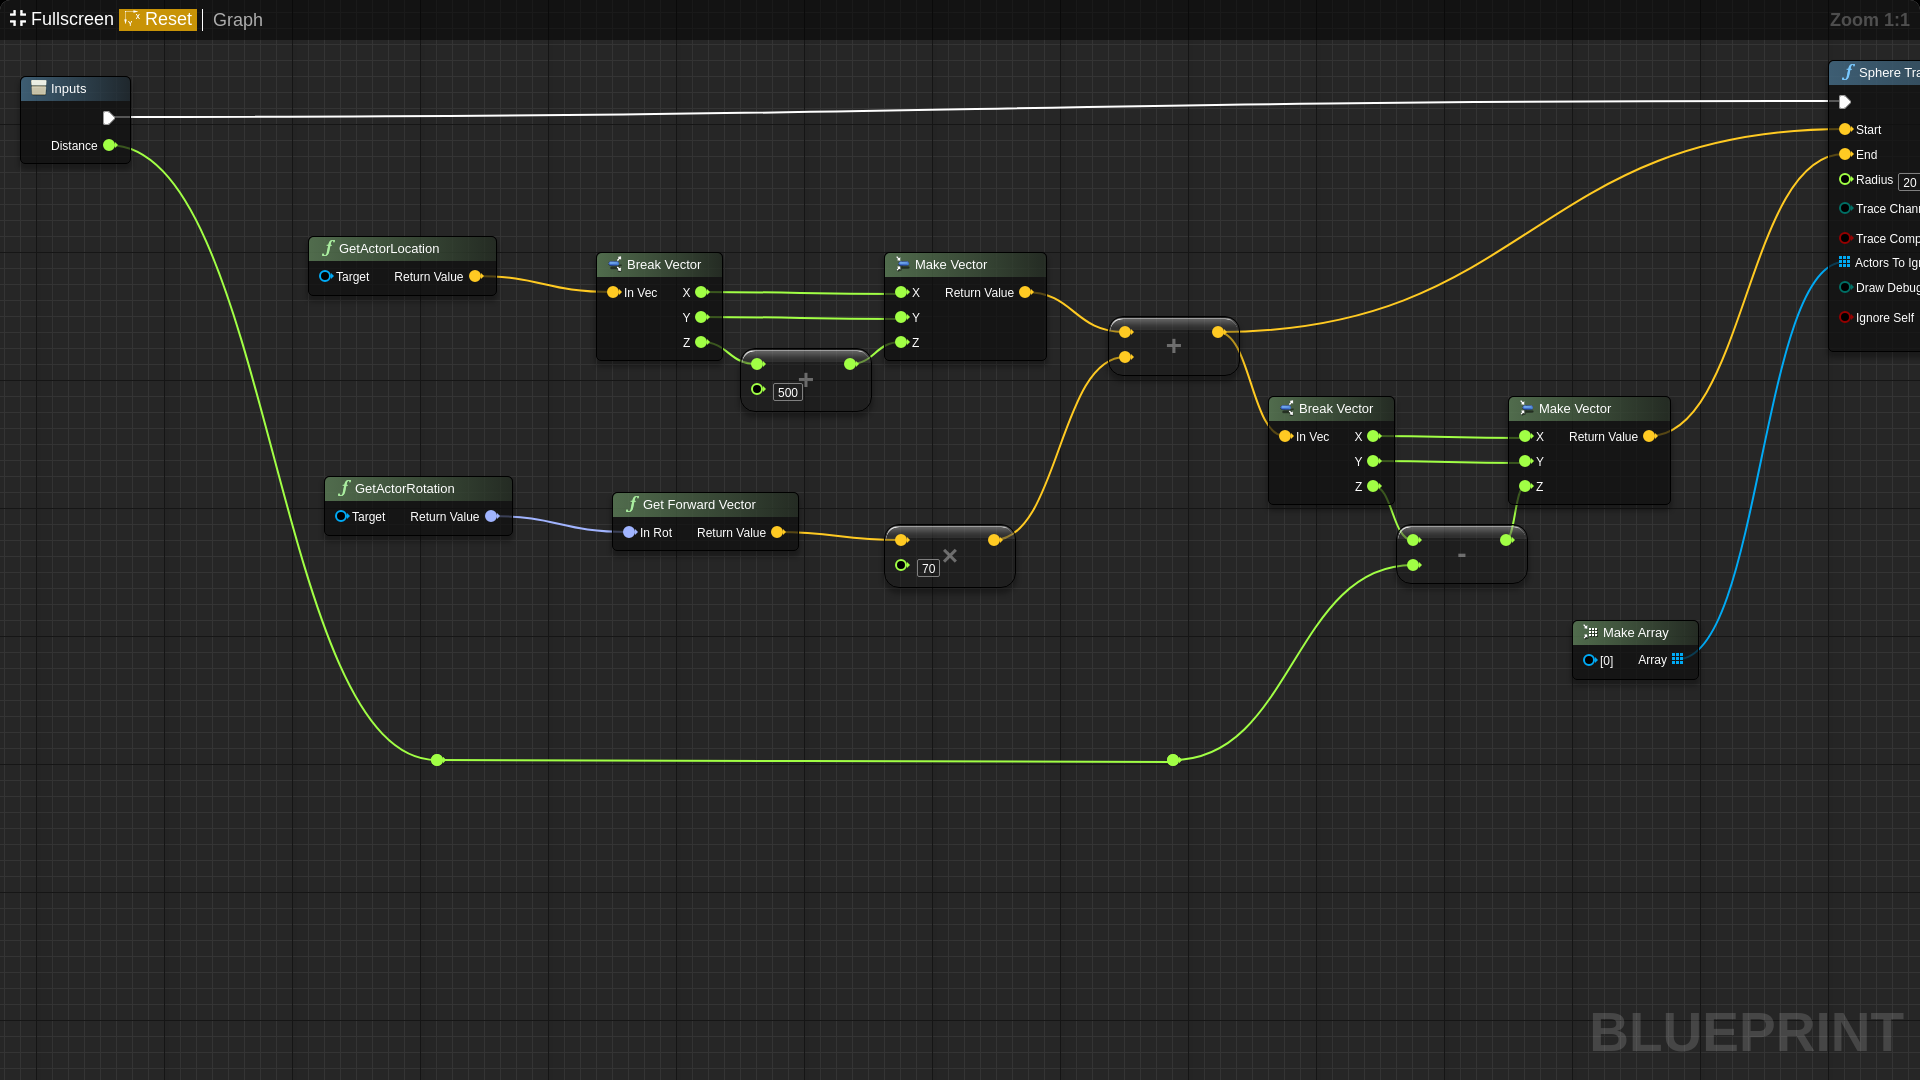 Fullscreen Reset Graph
Zoom 1:1
Inputs
Distance
GetActorLocation
Target Return Value
Break Vector
In Vec X
Y
Z
+
500
Make Vector
X Return Value
Y
Z
+
GetActorRotation
Target Return Value
Get Forward Vector
In Rot Return Value
×
70
Break Vector
In Vec X
Y
Z
-
Make Vector
X Return Value
Y
Z
Make Array
[0] Array
Sphere Tra
Start
End
Radius 20
Trace Chann
Trace Comp
Actors To Ign
Draw Debug
Ignore Self
BLUEPRINT